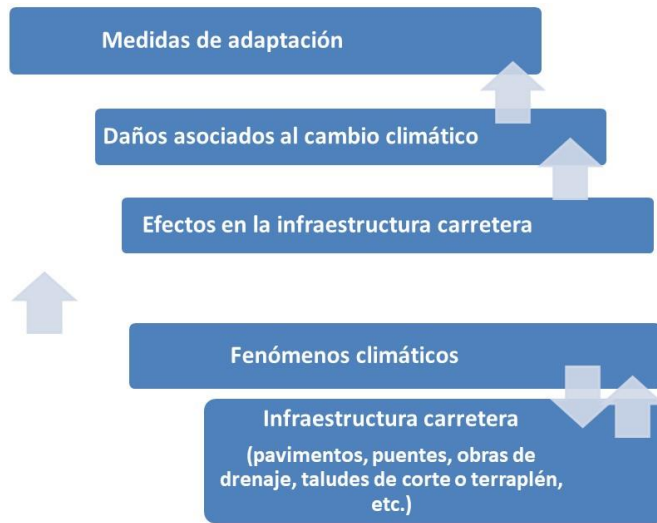 Medidas de adaptación
Daños asociados al cambio climático
Efectos en la infraestructura carretera
Fenómenos climáticos
Infraestructura carretera
(pavimentos, puentes, obras de
drenaje, taludes de corte o terraplén,
etc.)